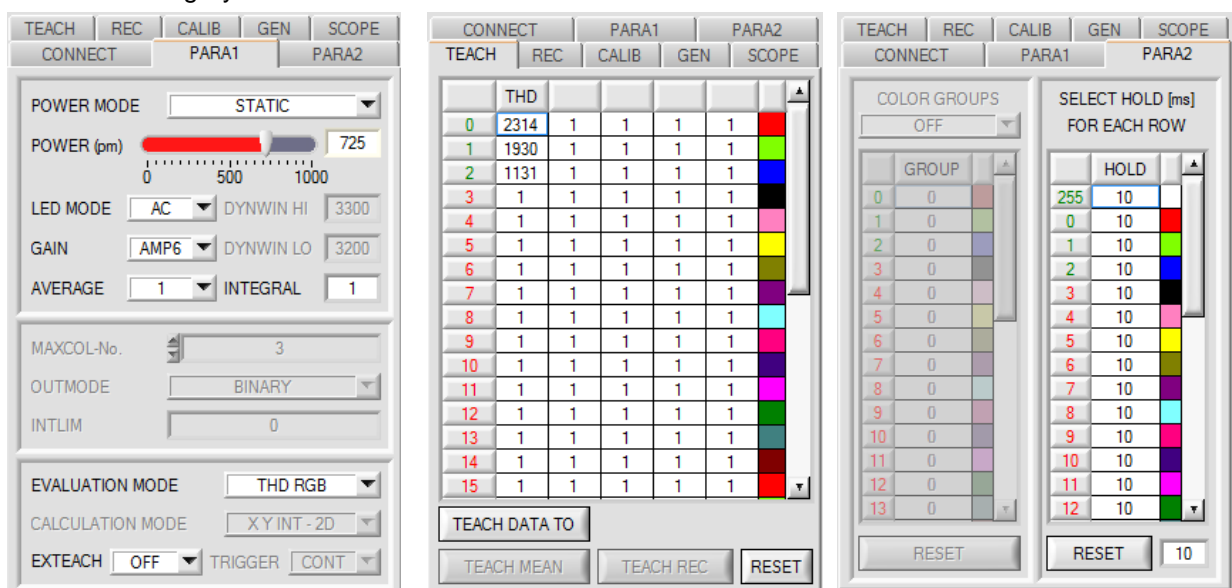 TEACH REC CALIB GEN SCOPE
CONNECT PARA1 PARA2
POWER MODE STATIC
POWER (pm) 725
0 500 1000
LED MODE AC DYNWIN HI 3300
GAIN AMP6 DYNWIN LO 3200
AVERAGE 1 INTEGRAL 1
MAXCOL-No. 3
OUTMODE BINARY
INTLIM 0
EVALUATION MODE THD RGB
CALCULATION MODE X Y INT - 2D
EXTEACH OFF TRIGGER CONT
CONNECT PARA1 PARA2
TEACH REC CALIB GEN SCOPE
THD
0 2314 1 1 1 1
1 1930 1 1 1 1
2 1131 1 1 1 1
3 1 1 1 1 1
4 1 1 1 1 1
5 1 1 1 1 1
6 1 1 1 1 1
7 1 1 1 1 1
8 1 1 1 1 1
9 1 1 1 1 1
10 1 1 1 1 1
11 1 1 1 1 1
12 1 1 1 1 1
13 1 1 1 1 1
14 1 1 1 1 1
15 1 1 1 1 1
TEACH DATA TO
TEACH MEAN TEACH REC RESET
TEACH REC CALIB GEN SCOPE
CONNECT PARA1 PARA2
COLOR GROUPS
OFF
GROUP
0 0
1 0
2 0
3 0
4 0
5 0
6 0
7 0
8 0
9 0
10 0
11 0
12 0
13 0
RESET
SELECT HOLD [ms]
FOR EACH ROW
HOLD
255 10
0 10
1 10
2 10
3 10
4 10
5 10
6 10
7 10
8 10
9 10
10 10
11 10
12 10
RESET 10